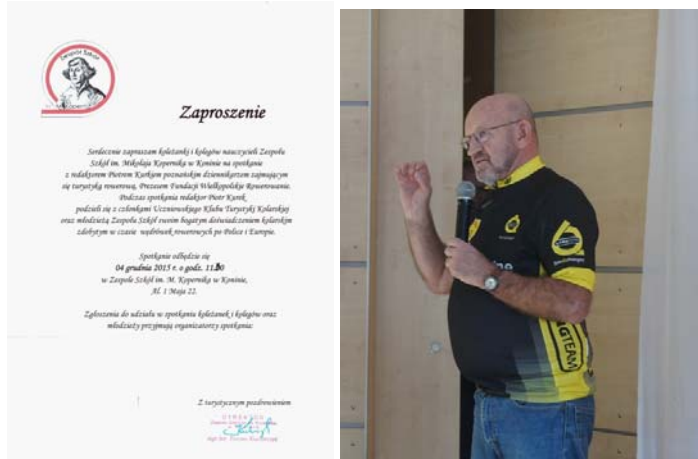 Zespół Szkół
Zaproszenie
Serdecznie zapraszam koleżanki i kolegów nauczycieli Zespołu
Szkół im. Mikołaja Kopernika w Koninie na spotkanie
z redaktorem Piotrem Kurkiem poznańskim dziennikarzem zajmującym
się turystyką rowerową, Prezesem Fundacji Wielkopolskie Rowerowanie.
Podczas spotkania redaktor Piotr Kurek
podzieli się z członkami Uczniowskiego Klubu Turystyki Kolarskiej
oraz młodzieżą Zespołu Szkół swoim bogatym doświadczeniem kolarskim
zdobytym w czasie wędrówek rowerowych po Polsce i Europie.
Spotkanie odbędzie się
04 grudnia 2015 r. o godz.
w Zespole Szkół im. M. Kopernika w Koninie,
Al. 1 Maja 22.
Zgłoszenia do udziału w spotkaniu koleżanek i kolegów oraz
młodzieży przyjmują organizatorzy spotkania:
Z turystycznym pozdrowieniem
DYREKTOR
TEAM